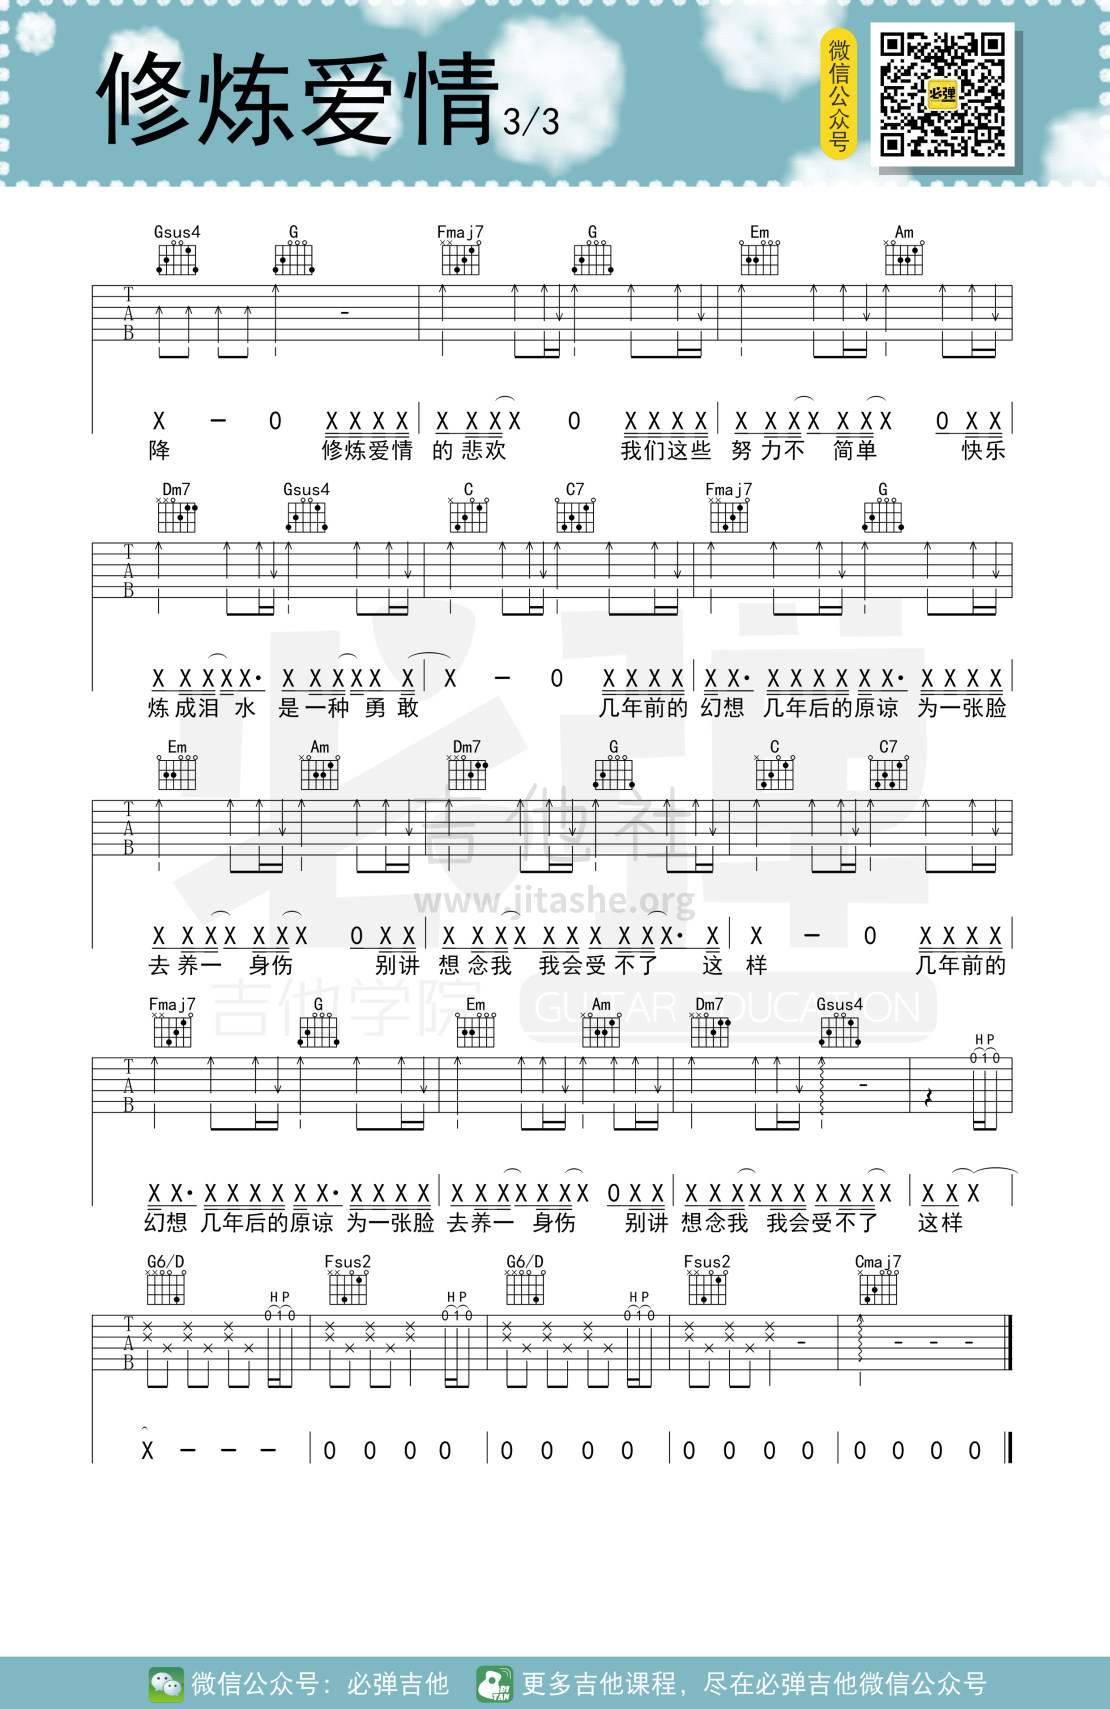 修炼爱情 3/3
微信公众号
必弹
Gsus4 G Fmaj7 G Em Am
T
A
B
X － 0 X X X X X X X X 0 X X X X X X X X X X X 0 X X
降 修炼爱情 的 悲欢 我们这些 努 力不 简单 快乐
Dm7 Gsus4 C C7 Fmaj7 G
T
A
B
X X X X X· X X X X X X X － 0 X X X X X X· X X X X X X· X X X X
炼 成泪 水 是一种 勇 敢 几年前的 幻想 几年后的原谅 为一张脸
Em Am Dm7 G C C7
T
A
B
X X X X X X X 0 X X X X X X X X X X X X· X X － 0 X X X X
去 养一 身伤 别讲 想念我 我会受 不了 这 样 几年前的
Fmaj7 G Em Am Dm7 Gsus4
H P
0 1 0
T
A
B
X X· X X X X X X· X X X X X X X X X X X 0 X X X X X X X X X X X X X X X
幻想 几年后的原谅 为一张脸 去养一 身伤 别讲 想念我 我会受不了 这样
G6/D Fsus2 G6/D Fsus2 Cmaj7
H P H P H P
0 1 0 0 1 0 0 1 0
T
A
B
X － － － 0 0 0 0 0 0 0 0 0 0 0 0 0 0 0 0
吉他社
www.jitashe.org
必弹
吉他学院 GUITAR EDUCATION
微信公众号：必弹吉他 更多吉他课程，尽在必弹吉他微信公众号